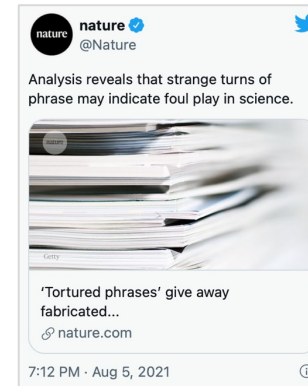 nature
nature
@Nature
Analysis reveals that strange turns of
phrase may indicate foul play in science.
nature
Getty
'Tortured phrases' give away
fabricated...
nature.com
7:12 PM · Aug 5, 2021